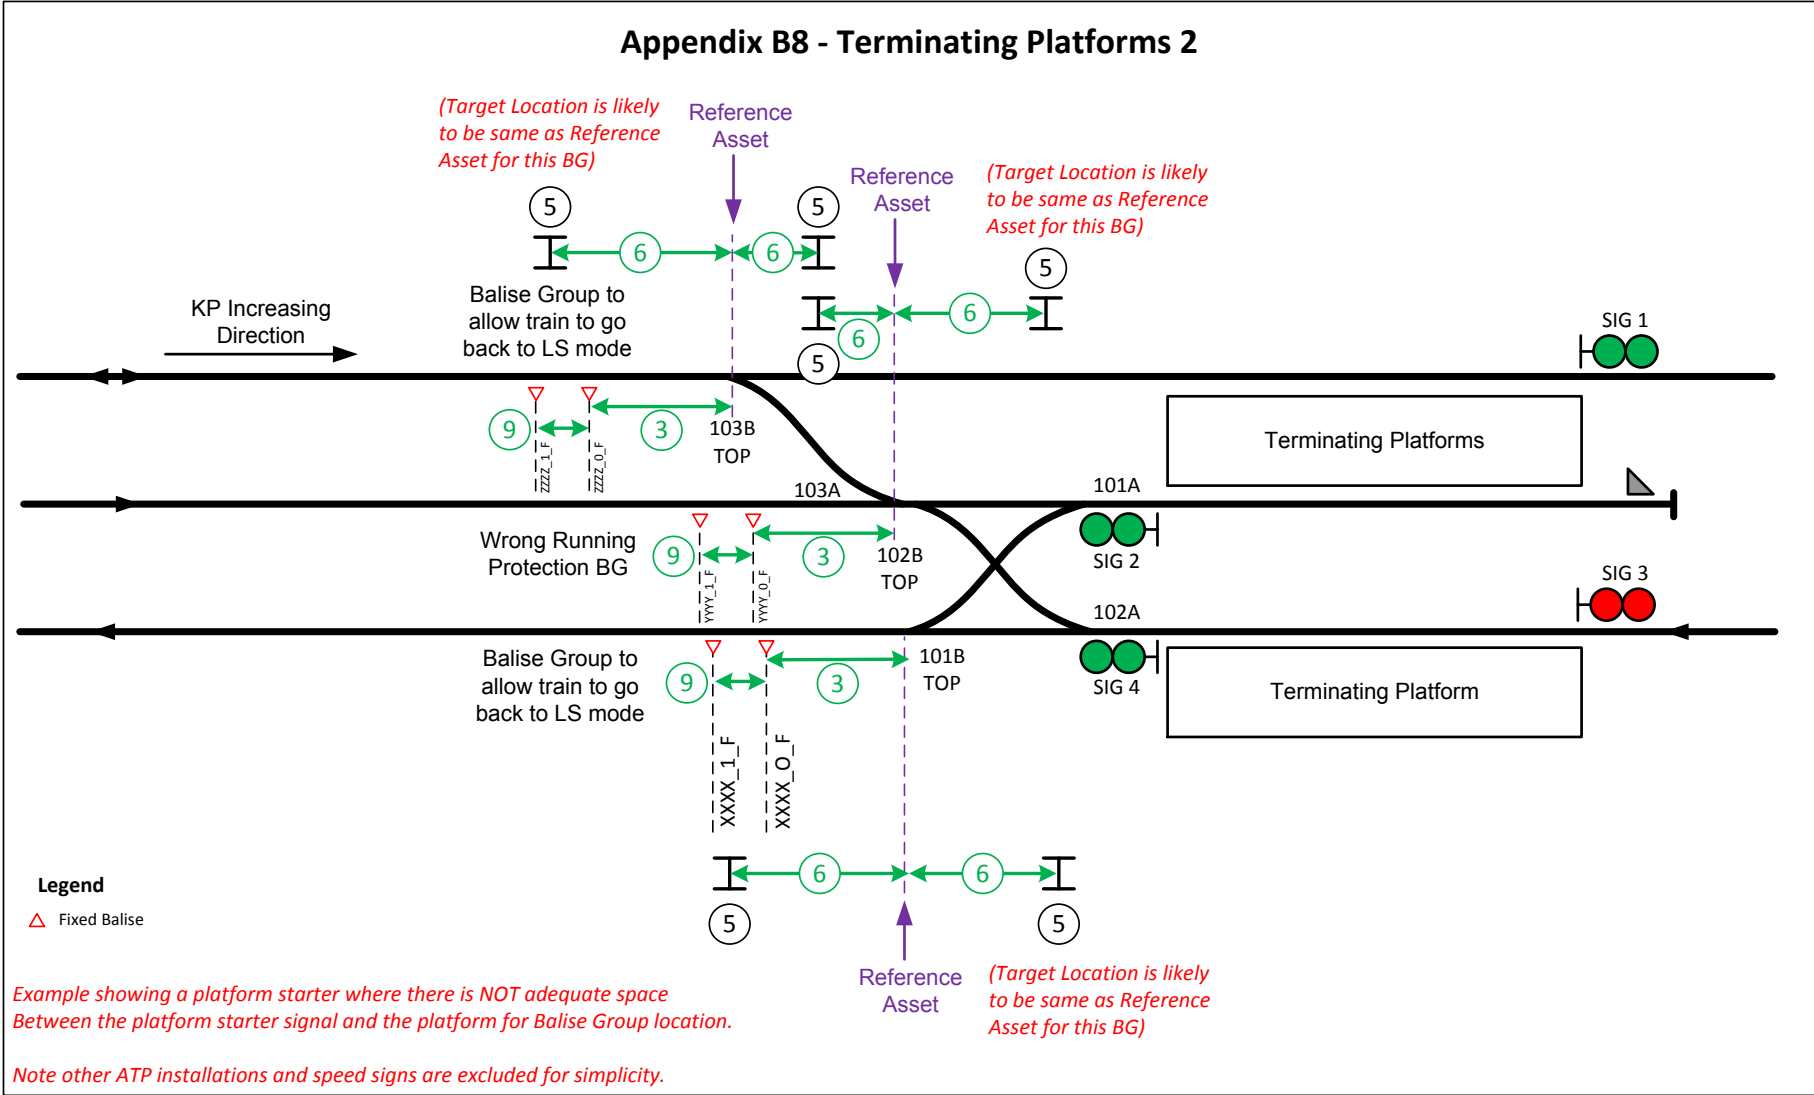 Appendix B8 - Terminating Platforms 2
(Target Location is likely
to be same as Reference
Asset for this BG)
Reference
Asset
Reference
Asset
(Target Location is likely
to be same as Reference
Asset for this BG)
5
5
6
6
5
6
6
5
KP Increasing
Direction
Balise Group to
allow train to go
back to LS mode
SIG 1
9
3
103B
TOP
ZZZZ_1_F
ZZZZ_0_F
Terminating Platforms
103A
101A
Wrong Running
Protection BG
9
3
102B
TOP
YYYY_1_F
YYYY_0_F
SIG 2
SIG 3
102A
Balise Group to
allow train to go
back to LS mode
9
3
101B
TOP
SIG 4
Terminating Platform
XXXX_1_F
XXXX_O_F
6
6
5
5
Legend
Fixed Balise
Reference
Asset
(Target Location is likely
to be same as Reference
Asset for this BG)
Example showing a platform starter where there is NOT adequate space
Between the platform starter signal and the platform for Balise Group location.
Note other ATP installations and speed signs are excluded for simplicity.